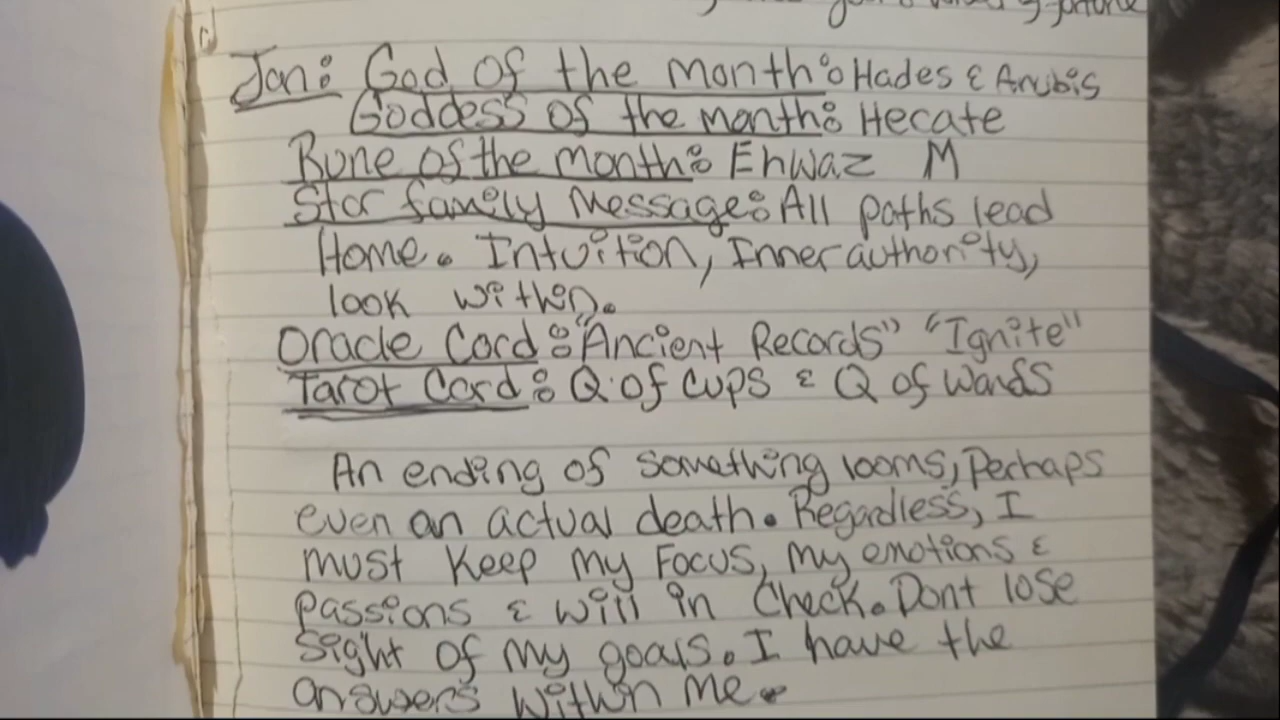 of fortune
Jan: God of the month: Hades & Anubis
Goddess of the month: Hecate
Rune of the month: Ehwaz M
Star family Message: All paths lead
Home. Intuition, Inner authority,
look within.
Oracle Card: "Ancient Records" "Ignite"
Tarot Card: Q. of cups & Q of wands
An ending of something looms, Perhaps
even an actual death. Regardless, I
must keep my Focus, my emotions &
passions & will in check. Dont lose
sight of my goals. I have the
answers within me.